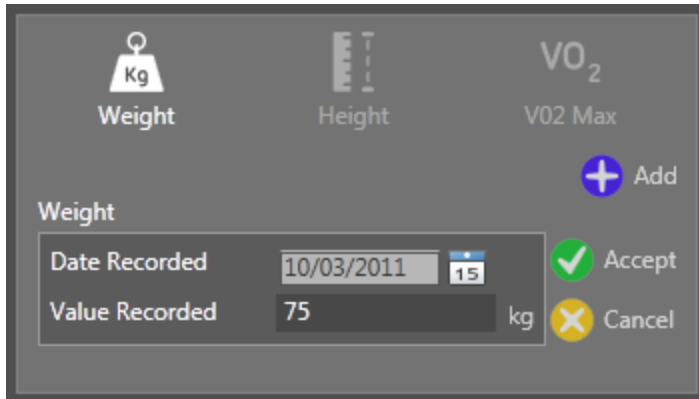 Kg
VO2
Weight
Height
V02 Max
Add
Weight
Date Recorded
10/03/2011
15
Accept
Value Recorded
75
kg
Cancel